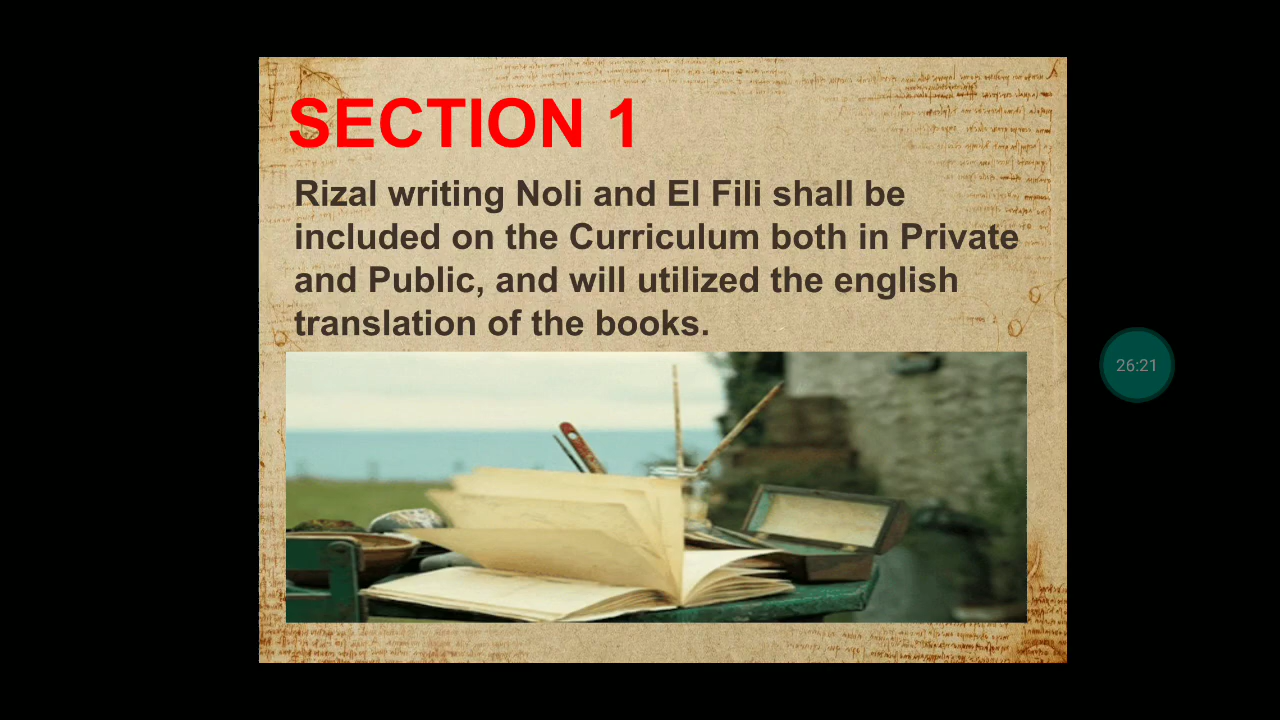 SECTION 1
Rizal writing Noli and El Fili shall be
included on the Curriculum both in Private
and Public, and will utilized the english
translation of the books.
26:21